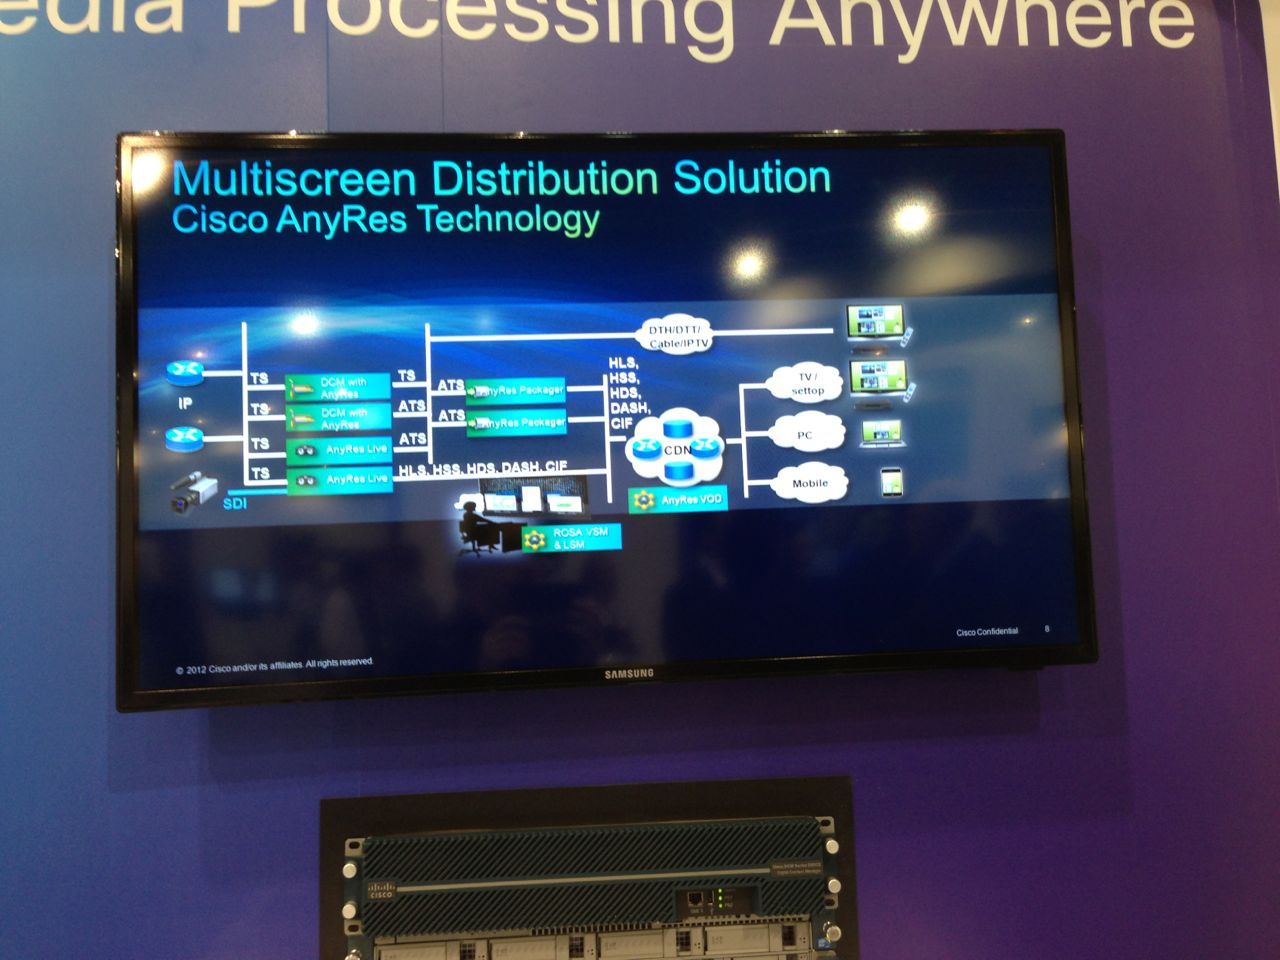 edia Processing Anywhere
Multiscreen Distribution Solution
Cisco AnyRes Technology
DTH/DTT/
Cable/IPTV
IP
SDI
TS
DCM with
AnyRes
TS
TS
DCM with
AnyRes
ATS
TS
AnyRes Live
ATS
TS
AnyRes Live
HLS, HSS, HDS, DASH, CIF
ATS
AnyRes Packager
ATS
AnyRes Packager
HLS,
HSS,
HDS,
DASH,
CIF
CDN
AnyRes VOD
TV /
settop
PC
Mobile
ROSA VSM
& LSM
Cisco Confidential
8
© 2012 Cisco and/or its affiliates. All rights reserved.
SAMSUNG
CISCO